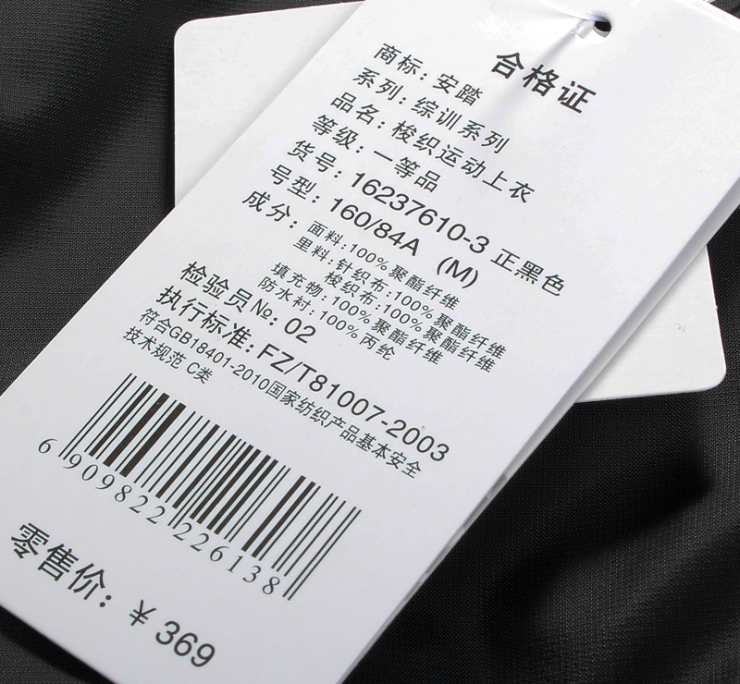 合格证
商标：安踏
系列：综训系列
品名：梭织运动上衣
等级：一等品
货号：16237610-3 正黑色
号型：160/84A (M)
成分：面料：100%聚酯纤维
里料：针织布：100%聚酯纤维
梭织布：100%聚酯纤维
填充物：100%聚酯纤维
防水衬：100%丙纶
检验员№：02
执行标准：FZ/T81007-2003
符合GB18401-2010国家纺织产品基本安全
技术规范 C类
6 909822 226138
零售价：¥ 369